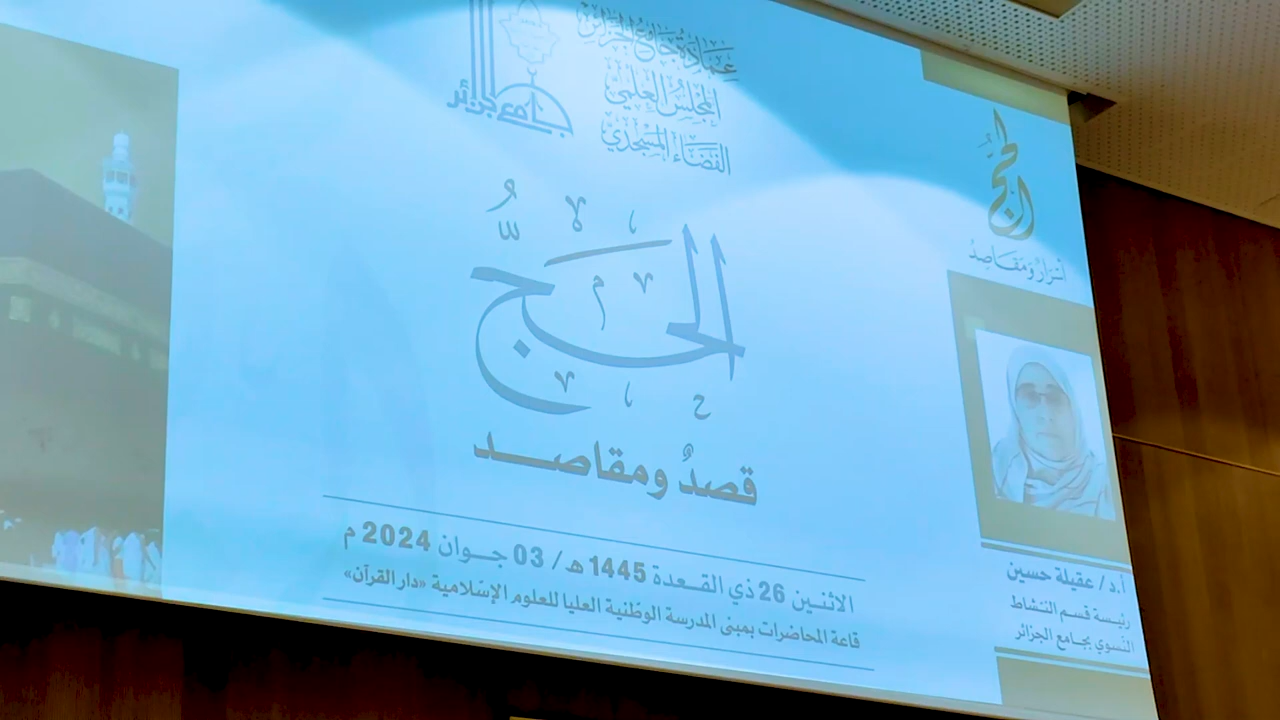 عمادة جامع الجزائر
المجلس العلمي
الفضاء المسجدي
جامع الجزائر
الحج
قصدٌ ومقاصد
الاثنين 26 ذي القعدة 1445 هـ/ 03 جوان 2024 م
قاعة المحاضرات بمبنى المدرسة الوطنية العليا للعلوم الإسلامية «دار القرآن»
الحج
أسرار ومقاصد
أ.د/ عقيلة حسين
رئيسة قسم النشاط
النسوي بجامع الجزائر